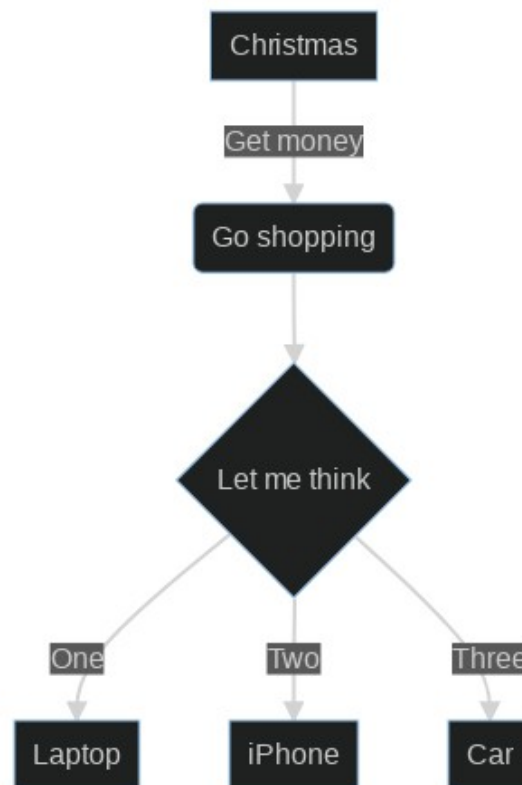 Christmas
Get money
Go shopping
Let me think
One
Two
Three
Laptop
iPhone
Car